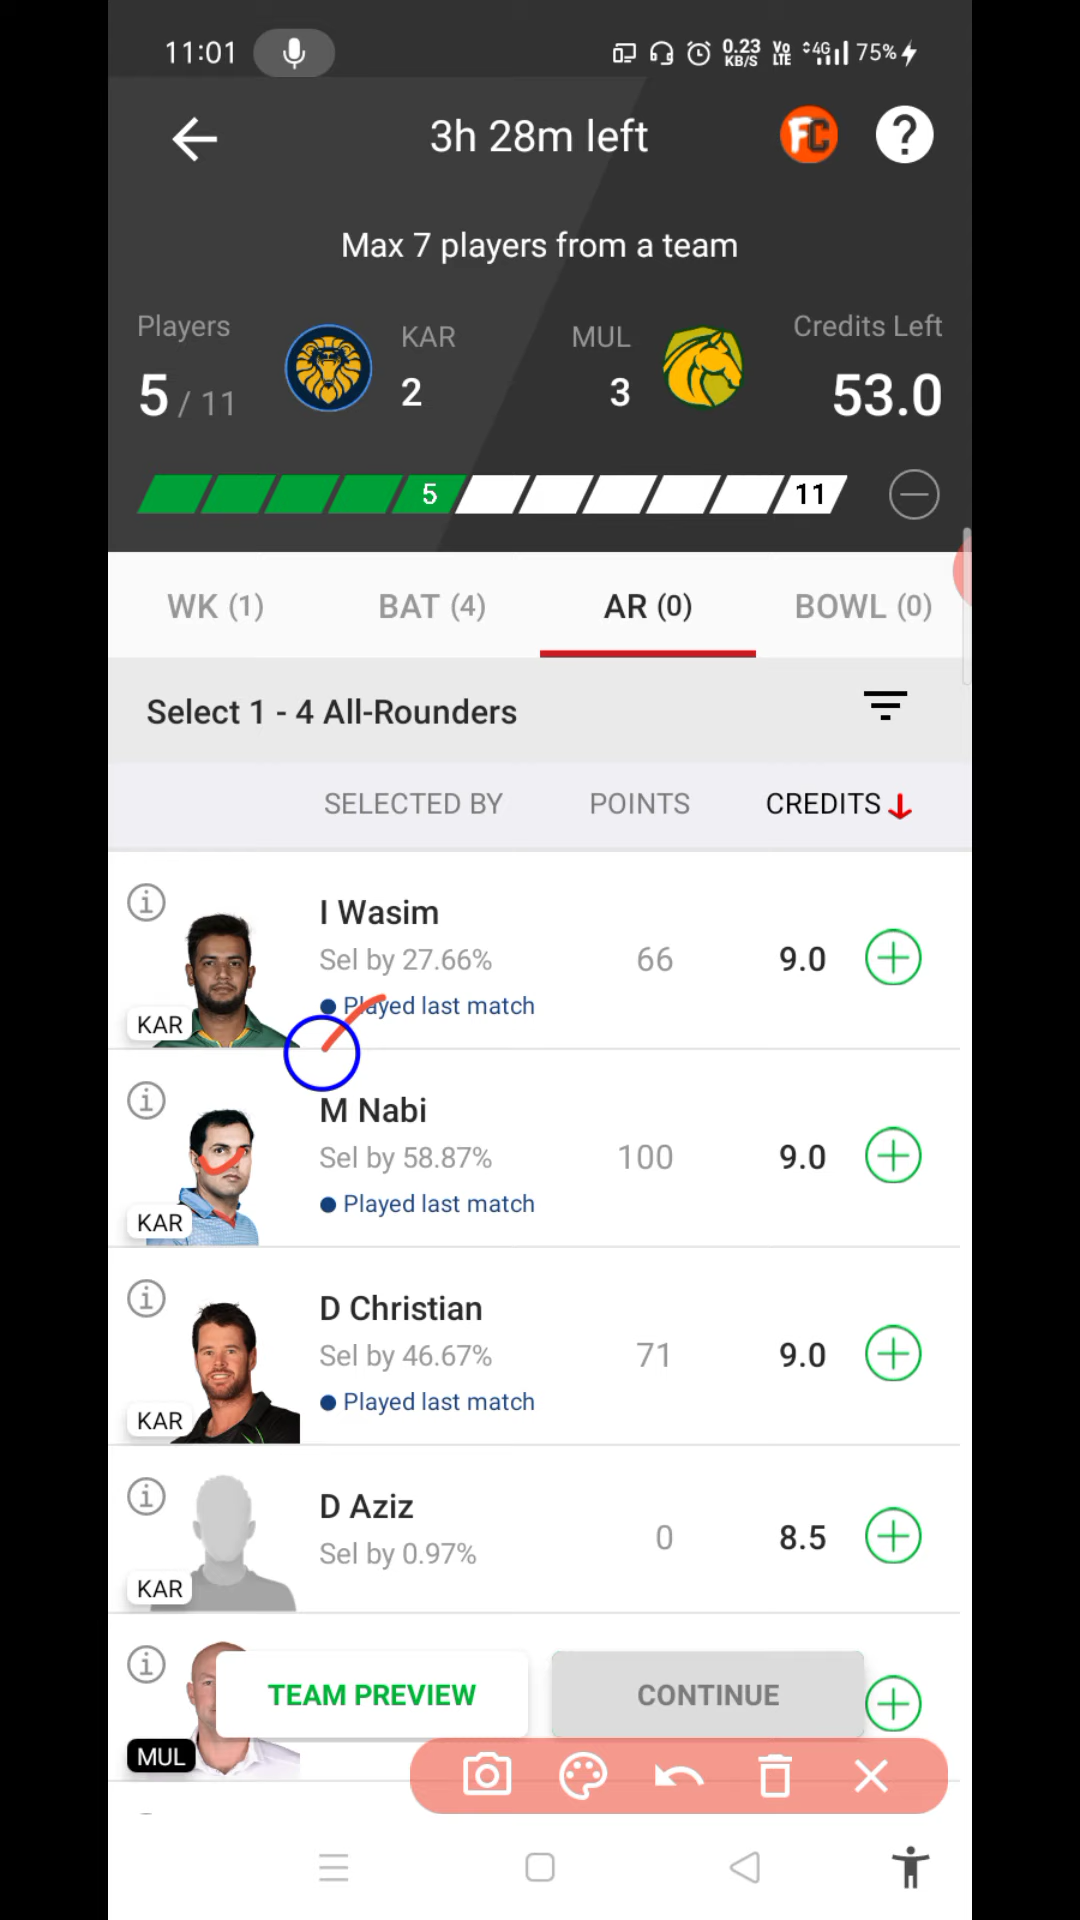 11:01
0.23 KB/S Vo LTE 4G 75%
3h 28m left
FC
?
Max 7 players from a team
Players KAR MUL Credits Left
5 / 11 2 3 53.0
5 11
WK (1) BAT (4) AR (0) BOWL (0)
Select 1 - 4 All-Rounders
SELECTED BY POINTS CREDITS
I Wasim
Sel by 27.66% 66 9.0
Played last match
KAR
M Nabi
Sel by 58.87% 100 9.0
Played last match
KAR
D Christian
Sel by 46.67% 71 9.0
Played last match
KAR
D Aziz
Sel by 0.97% 0 8.5
KAR
TEAM PREVIEW CONTINUE
MUL